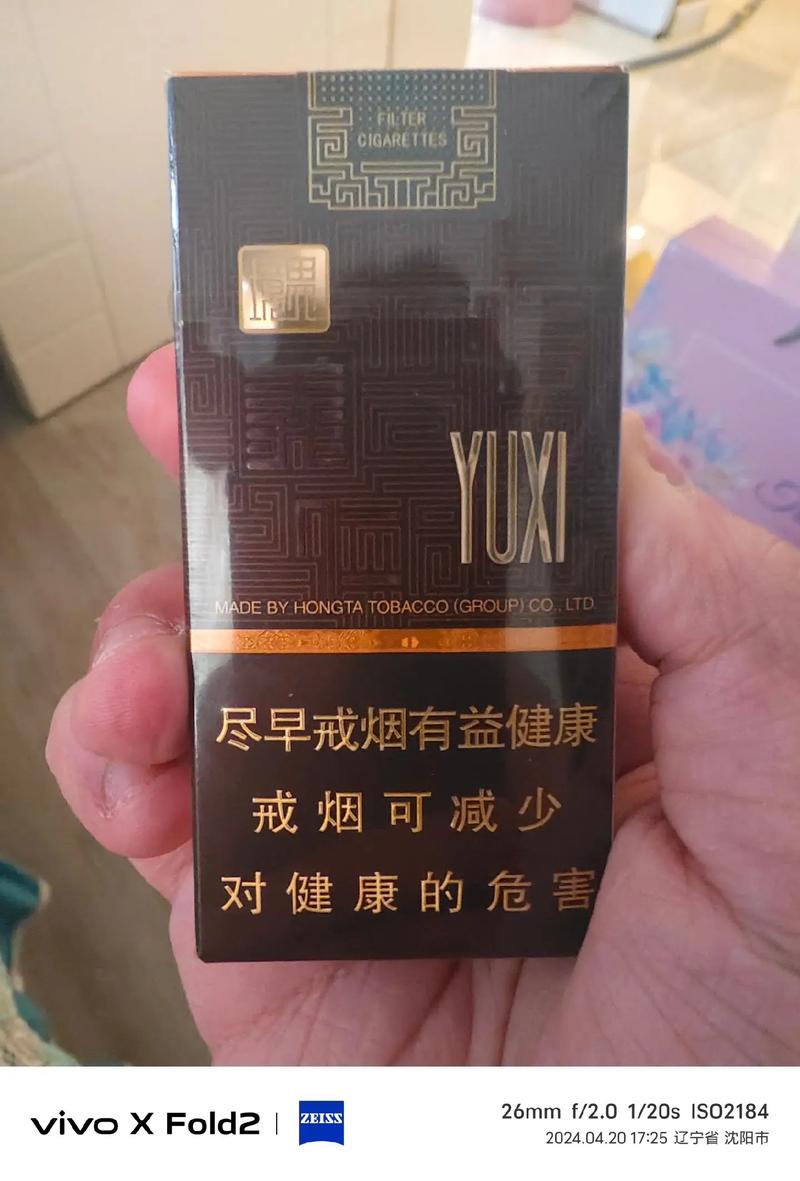 FILTER
CIGARETTES
YUXI
MADE BY HONGTA TOBACCO (GROUP) CO., LTD
尽早戒烟有益健康
戒烟可减少
对健康的危害
vivo X Fold2 | ZEISS
26mm f/2.0 1/20s ISO2184
2024.04.20 17:25 辽宁省 沈阳市